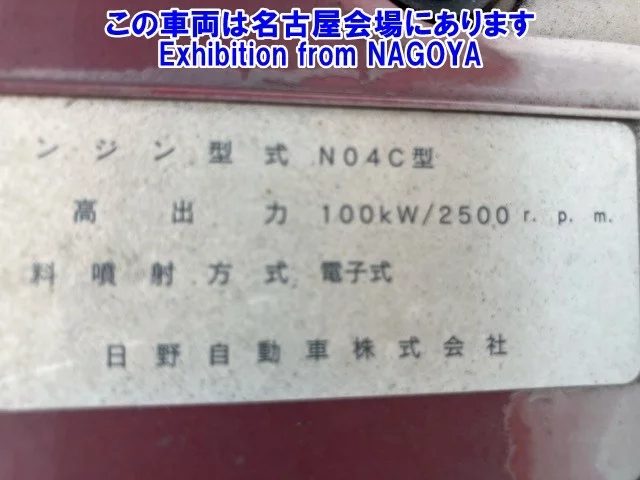 この車両は名古屋会場にあります
Exhibition from NAGOYA
ンジン型式 N04C型
高出力 100kW/2500 r.p.m.
料噴射方式 電子式
日野自動車株式会社